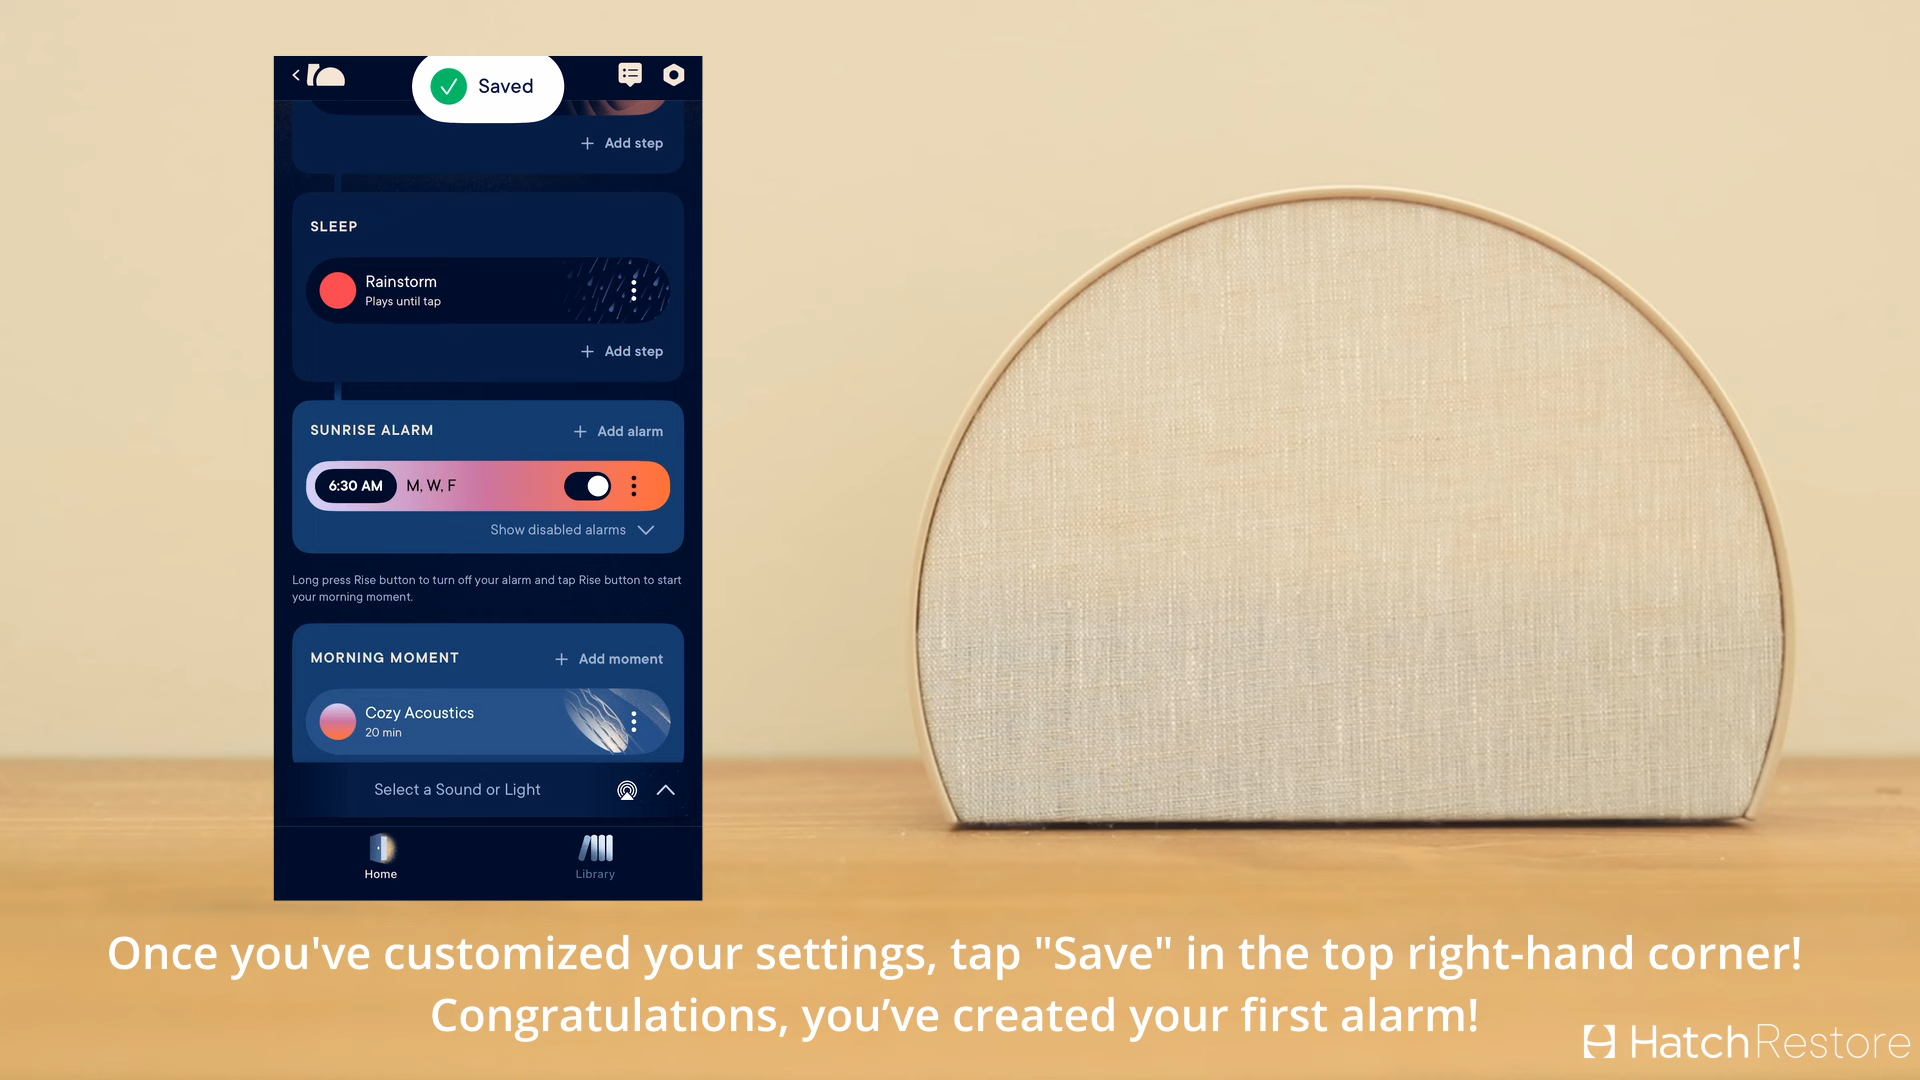 Saved
+ Add step
SLEEP
Rainstorm
Plays until tap
+ Add step
SUNRISE ALARM
+ Add alarm
6:30 AM M, W, F
Show disabled alarms
Long press Rise button to turn off your alarm and tap Rise button to start
your morning moment.
MORNING MOMENT
+ Add moment
Cozy Acoustics
20 min
Select a Sound or Light
Home
Library
Once you've customized your settings, tap "Save" in the top right-hand corner!
Congratulations, you’ve created your first alarm!
Hatch Restore